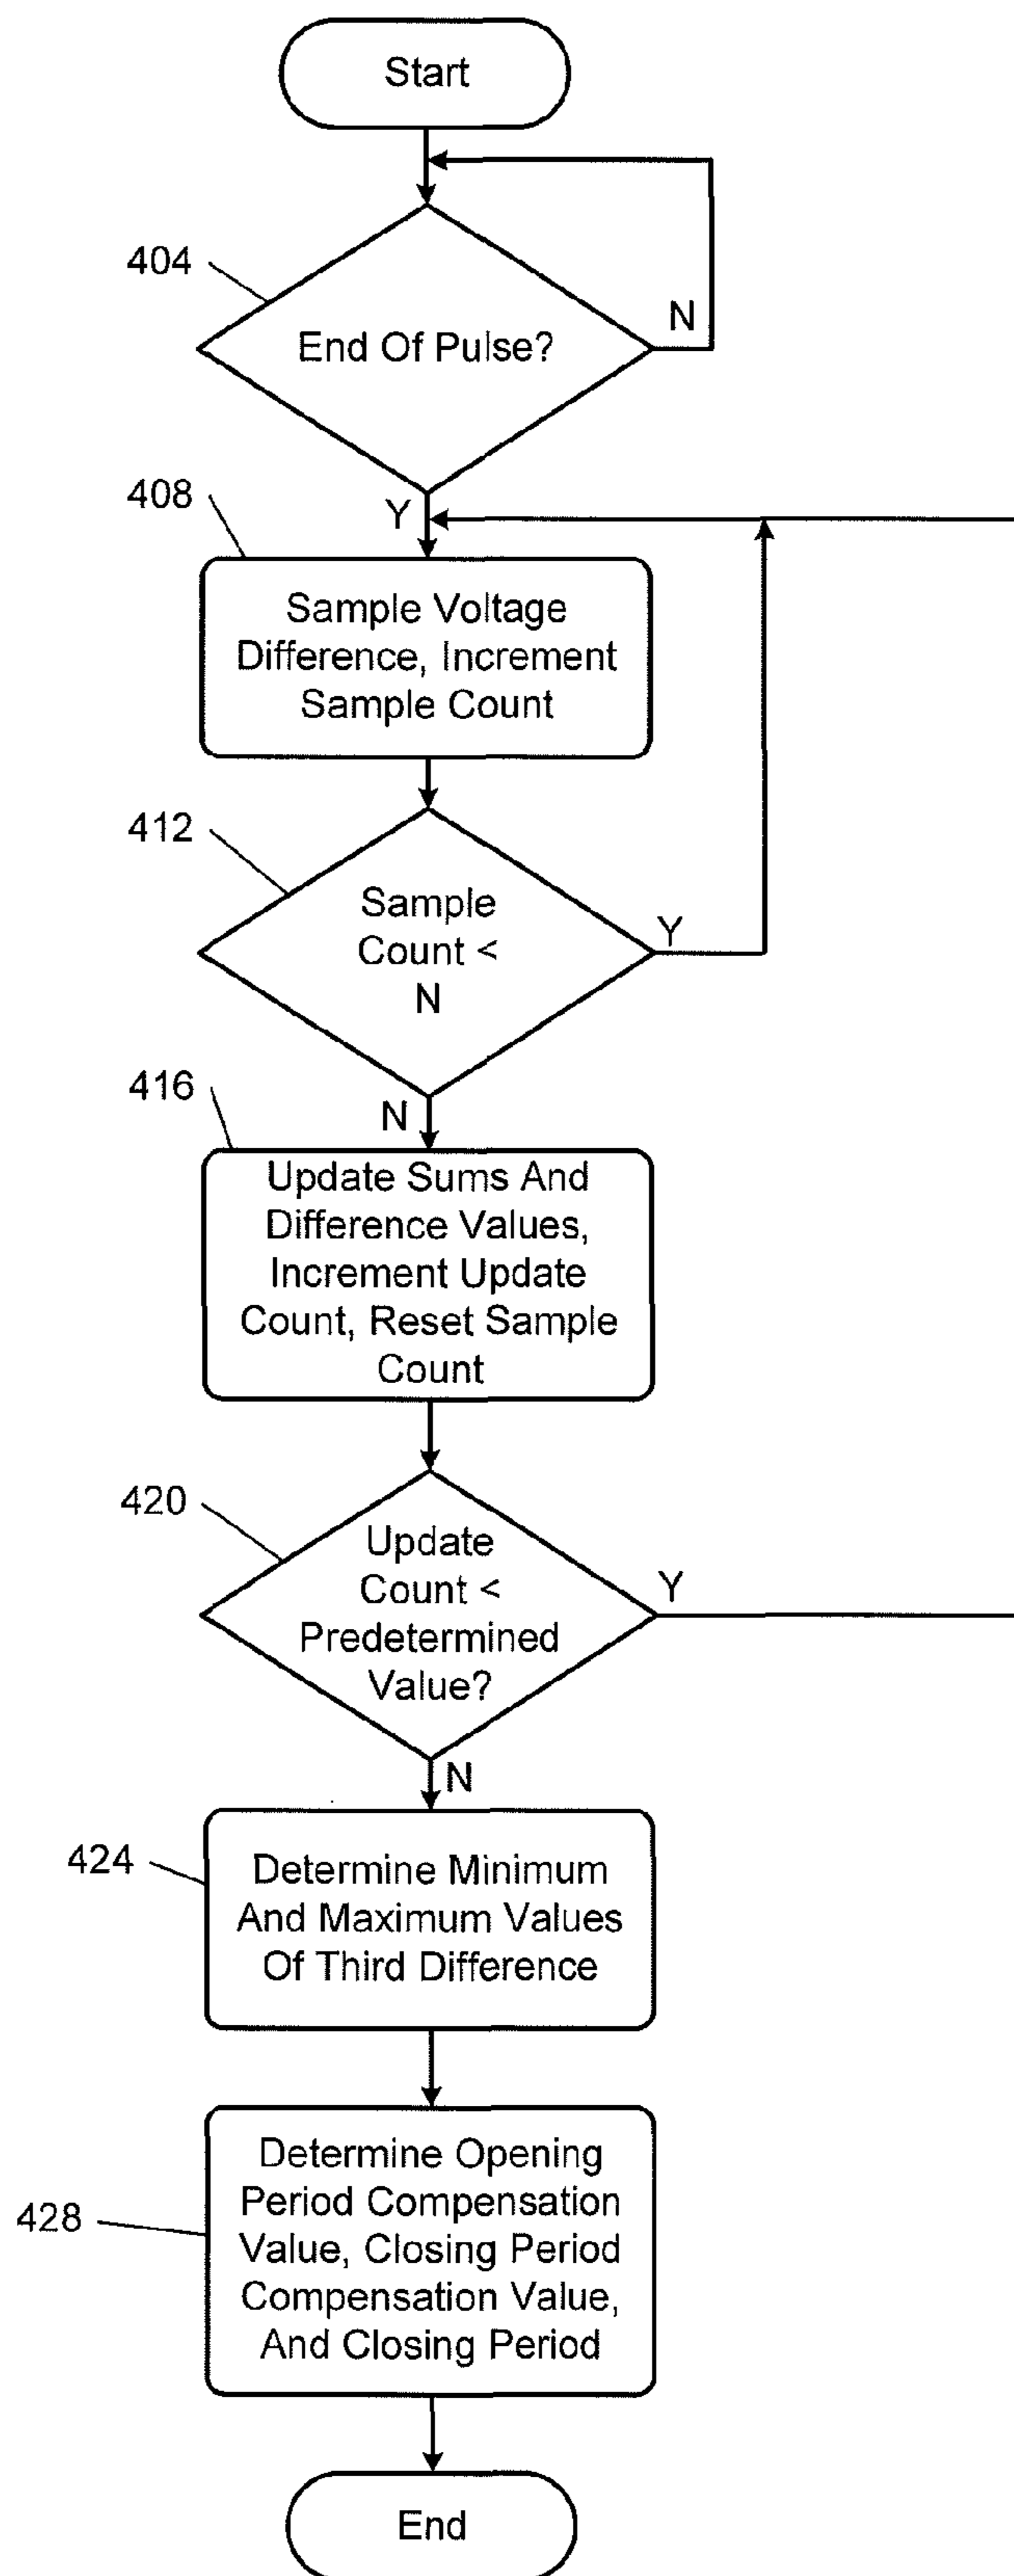 Start
404
End Of Pulse?
N
408
Y
Sample Voltage
Difference, Increment
Sample Count
412
Sample
Count <
N
Y
416
N
Update Sums And
Difference Values,
Increment Update
Count, Reset Sample
Count
420
Update
Count <
Predetermined
Value?
Y
N
424
Determine Minimum
And Maximum Values
Of Third Difference
428
Determine Opening
Period Compensation
Value, Closing Period
Compensation Value,
And Closing Period
End